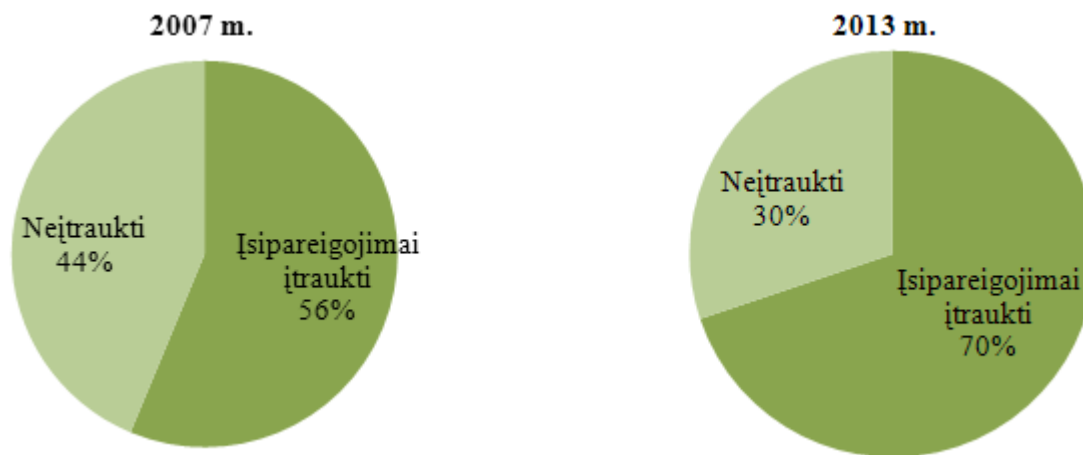 2007 m.
Neįtraukti
44%
Įsipareigojimai
įtraukti
56%
2013 m.
Neįtraukti
30%
Įsipareigojimai
įtraukti
70%